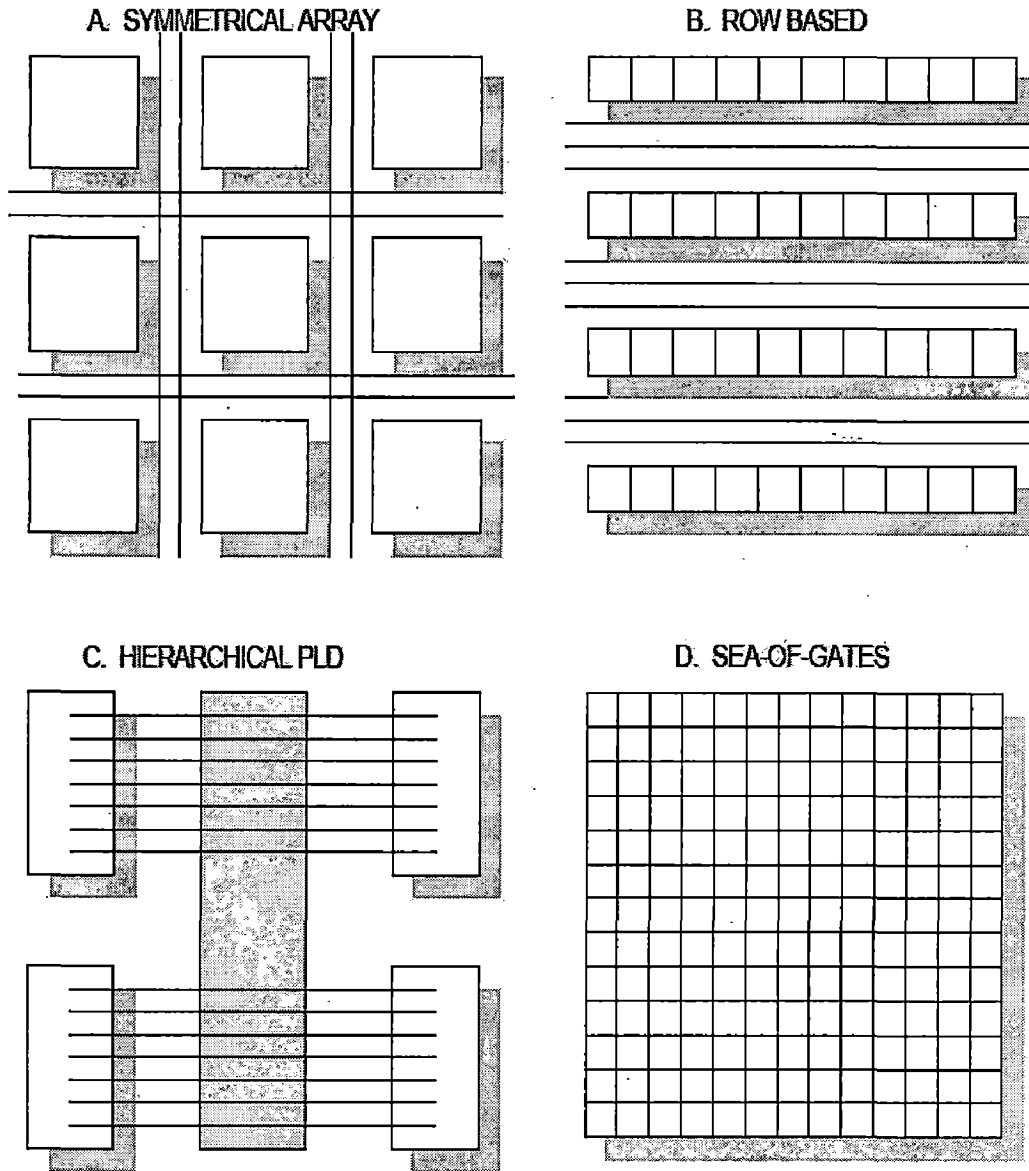 A. SYMMETRICAL ARRAY
B. ROW BASED
C. HIERARCHICAL PLD
D. SEA-OF-GATES